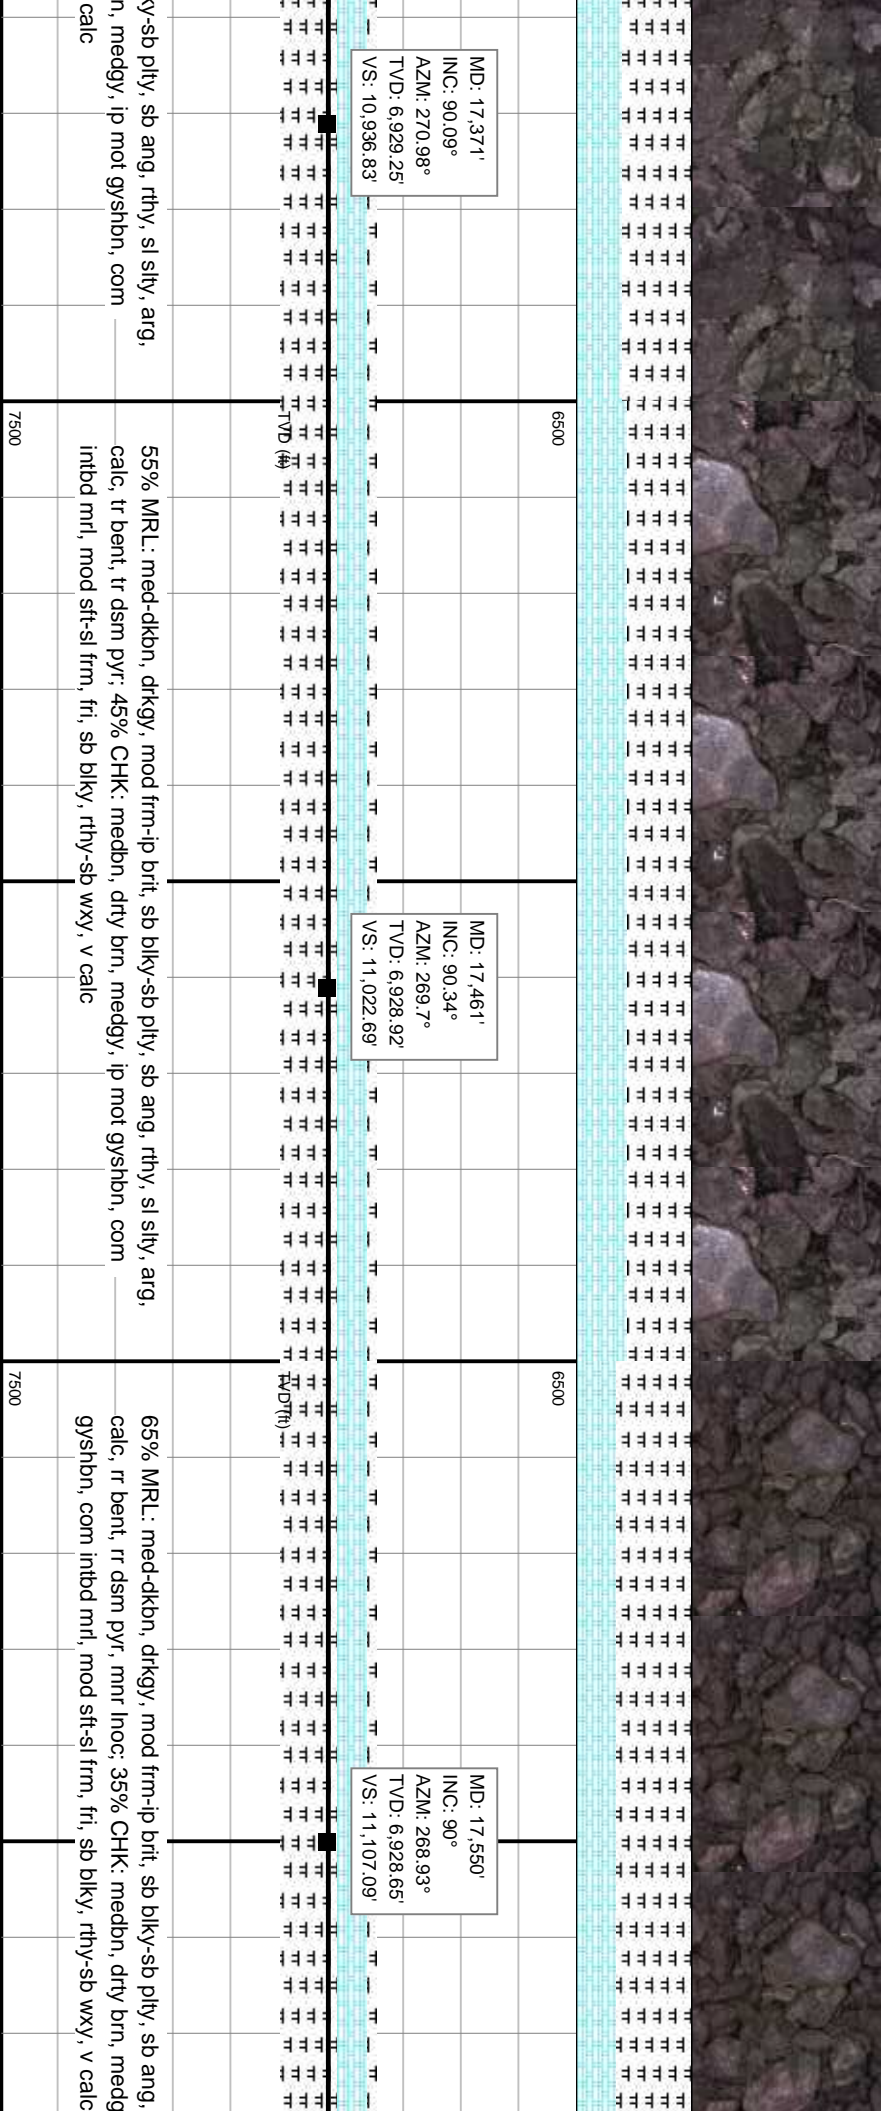 ky-sb plty, sb ang, rthy, sl slty, arg,
n, medgy, ip mot gyshbn, com
calc
MD: 17,371'
INC: 90.09°
AZM: 270.98°
TVD: 6,929.25'
VS: 10,936.83'
6500
TVD (ft)
7500
55% MRL: med-dkbn, drkgy, mod frm-ip brit, sb blky-sb plty, sb ang, rthy, sl slty, arg,
calc, tr bent, tr dsm pyr; 45% CHK: medbn, drty brn, medgy, ip mot gyshbn, com
intbd mrl, mod sft-sl frm, fri, sb blky, rthy-sb wxy, v calc
MD: 17,461'
INC: 90.34°
AZM: 269.7°
TVD: 6,928.92'
VS: 11,022.69'
6500
TVD (ft)
7500
65% MRL: med-dkbn, drkgy, mod frm-ip brit, sb blky-sb plty, sb ang,
calc, rr bent, rr dsm pyr, mnr Inoc; 35% CHK: medbn, drty brn, medg
gyshbn, com intbd mrl, mod sft-sl frm, fri, sb blky, rthy-sb wxy, v calc
MD: 17,550'
INC: 90°
AZM: 268.93°
TVD: 6,928.65'
VS: 11,107.09'